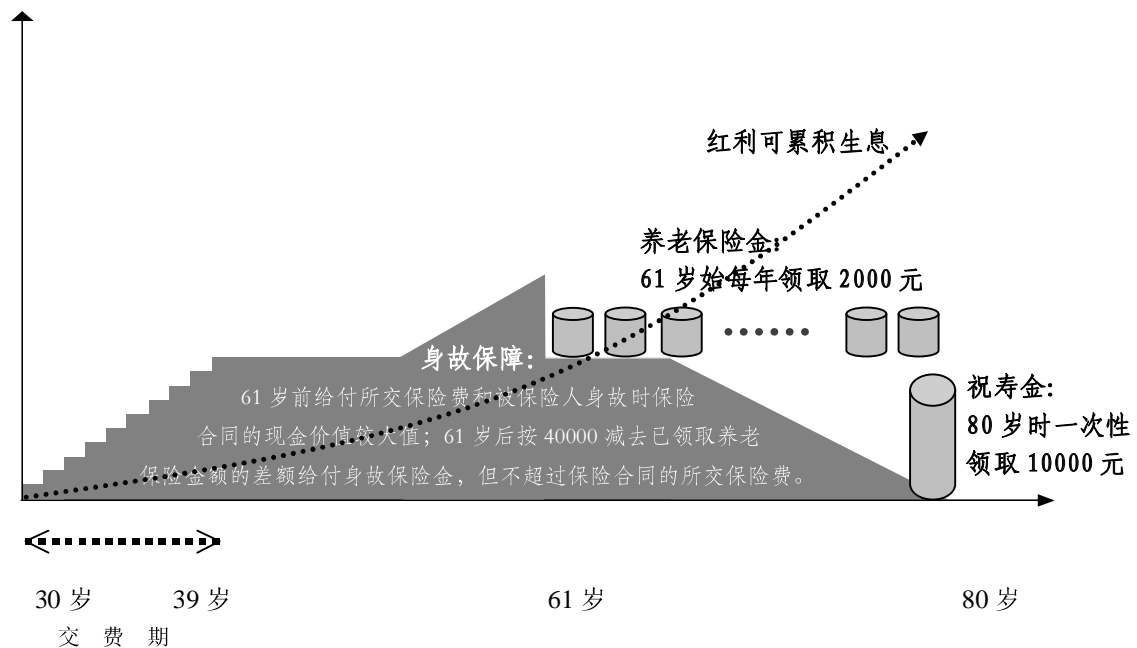 红利可累积生息
养老保险金:
61 岁始每年领取 2000 元
身故保障:
61 岁前给付所交保险费和被保险人身故时保险
合同的现金价值较大值；61 岁后按 40000 减去已领取养老
保险金额的差额给付身故保险金，但不超过保险合同的所交保险费。
祝寿金:
80 岁时一次性
领取 10000 元
30 岁 39 岁 61 岁 80 岁
交 费 期